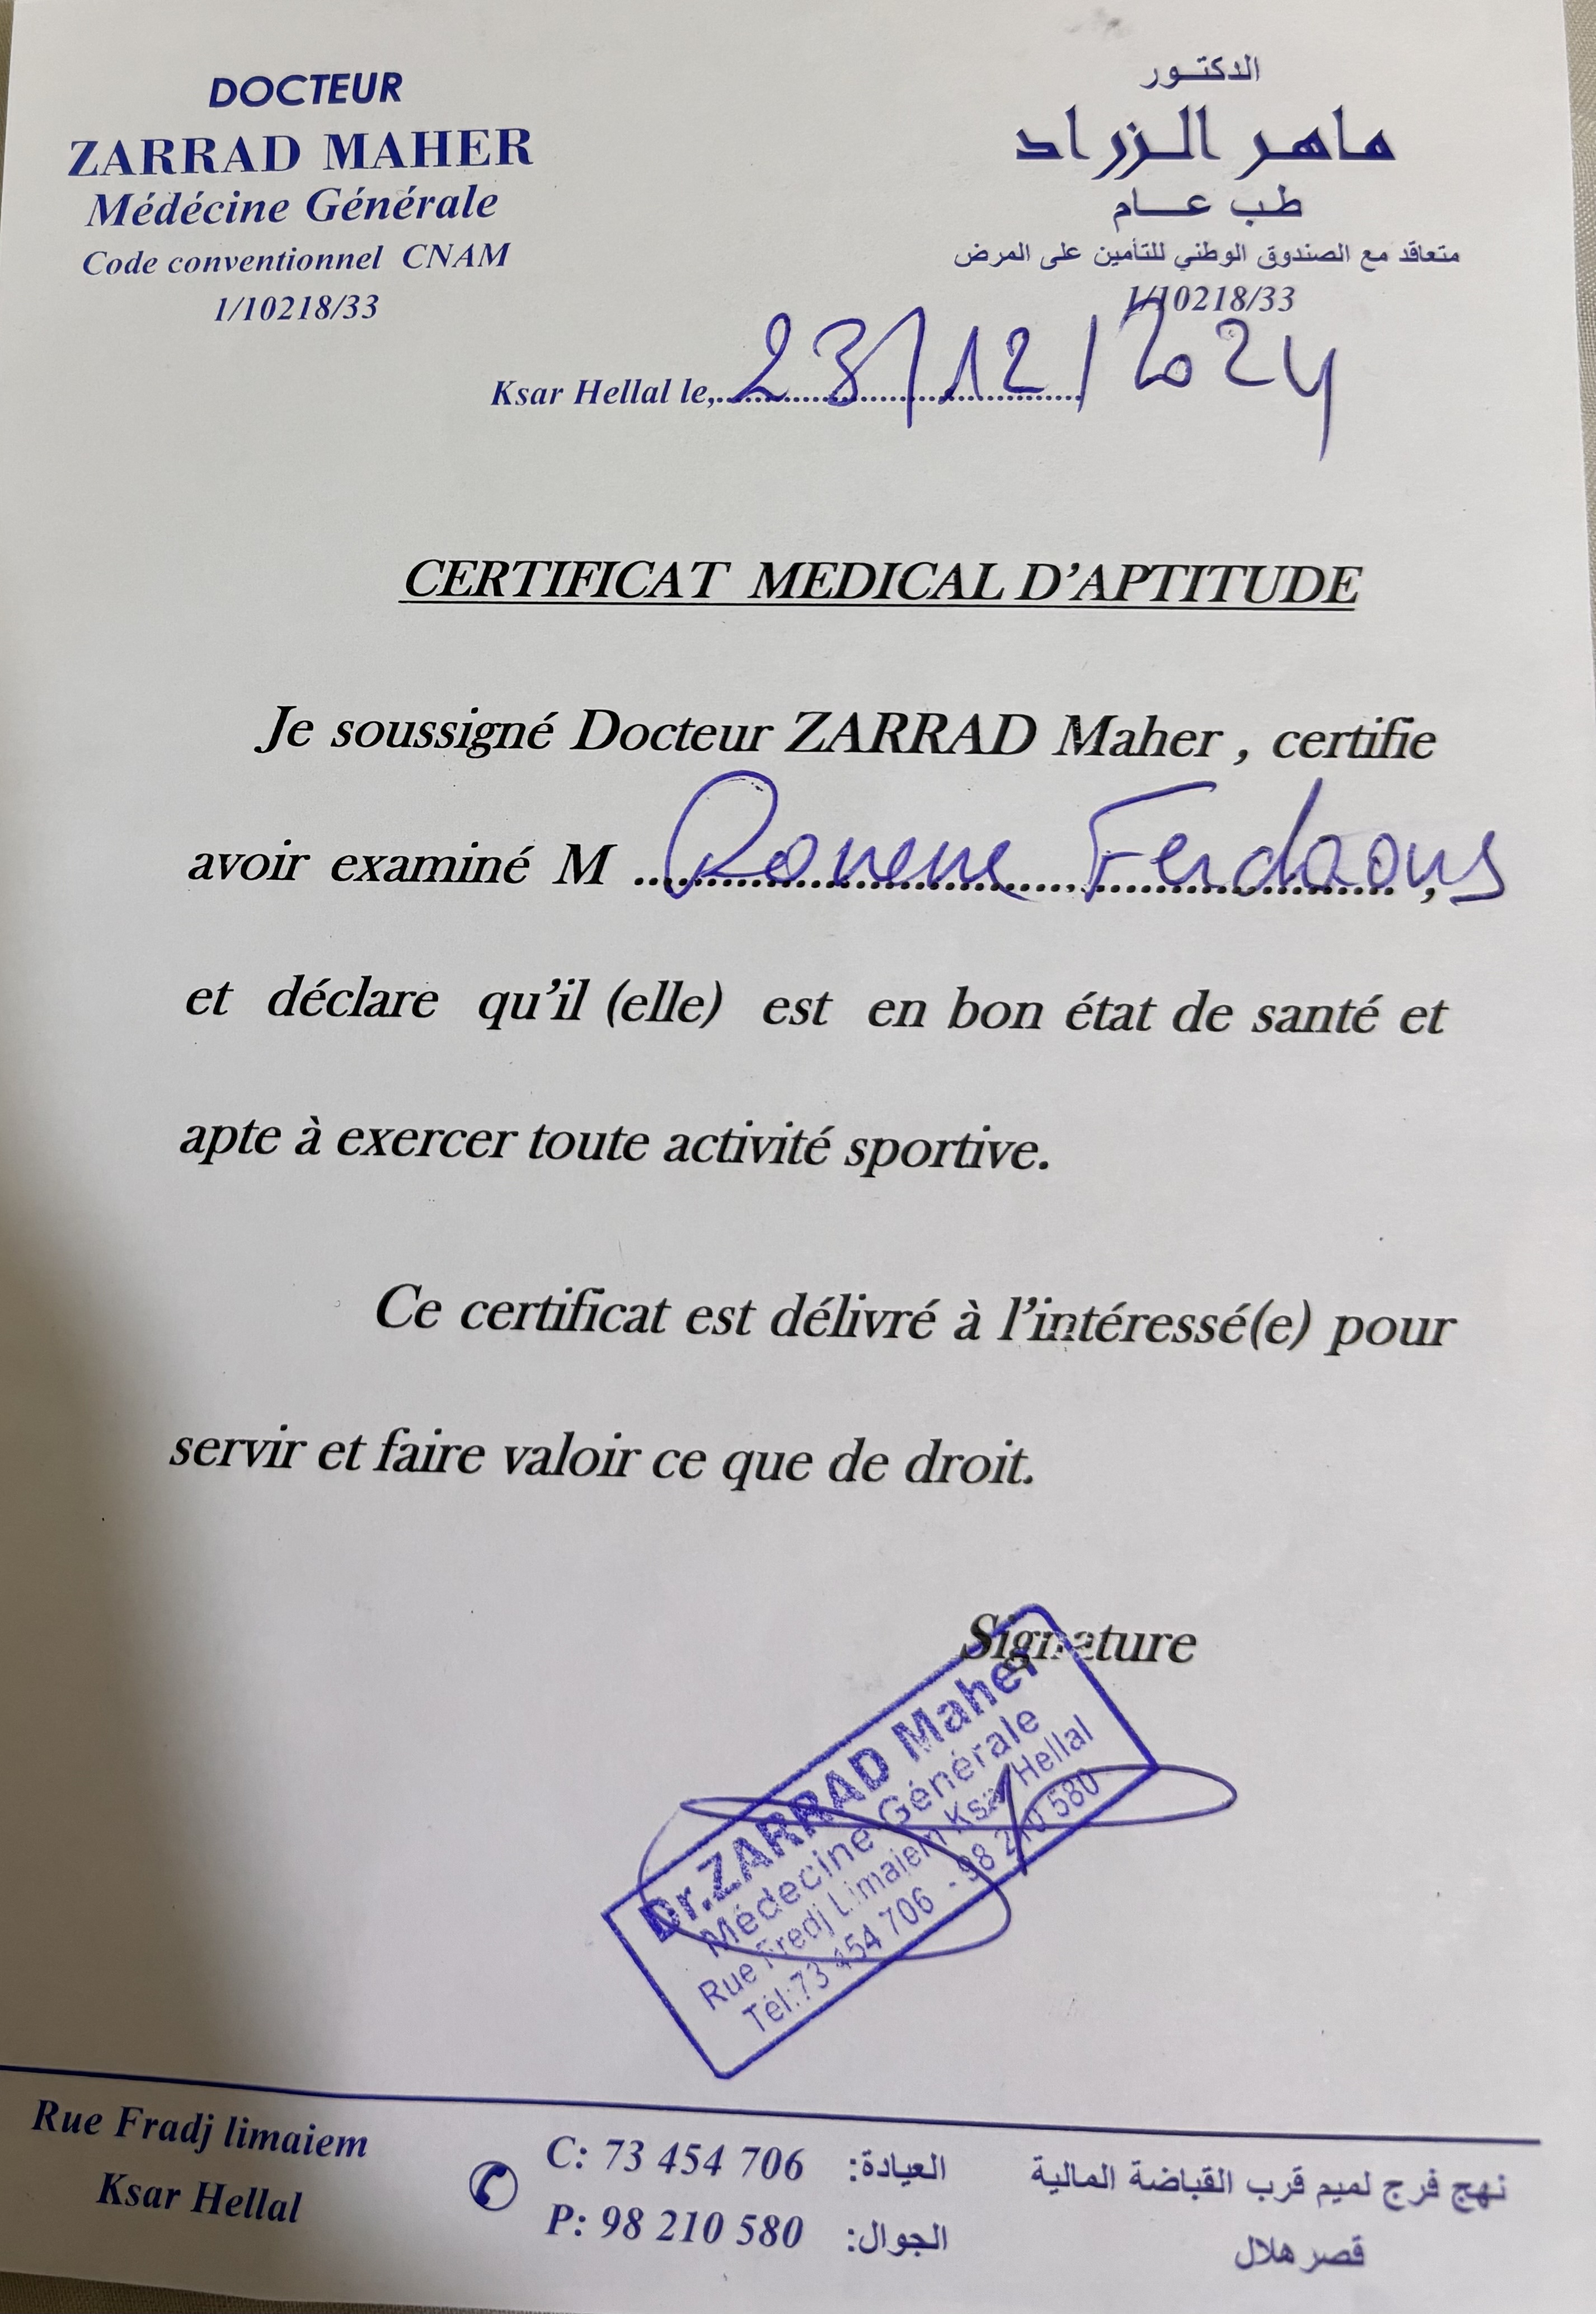 DOCTEUR
ZARRAD MAHER
Médécine Générale
Code conventionnel CNAM
1/10218/33
الدكتور
ماهر الزراد
طب عام
متعاقد مع الصندوق الوطني للتأمين على المرض
1/10218/33
Ksar Hellal le, 23/12/2024
CERTIFICAT MEDICAL D'APTITUDE
Je soussigné Docteur ZARRAD Maher , certifie
avoir examiné M Ferdaous ,
et déclare qu'il (elle) est en bon état de santé et
apte à exercer toute activité sportive.
Ce certificat est délivré à l'intéressé(e) pour
servir et faire valoir ce que de droit.
Signature
Dr.ZARRAD Maher
Médecine Générale
Rue Fredj Limaiem Ksar Hellal
Tél:73 454 706 - 98 210 580
Rue Fradj limaiem
Ksar Hellal
C: 73 454 706 العيادة:
P: 98 210 580 الجوال:
نهج فرج لميم قرب القباضة المالية
قصر هلال